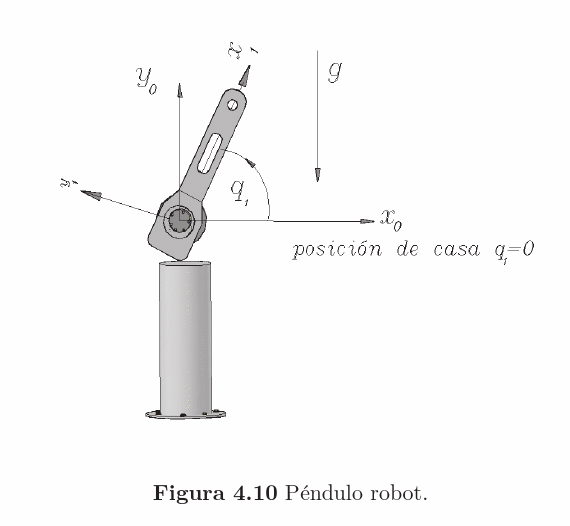 x₁
y₀
g
y₁
q₁
x₀
posición de casa q₁=0
Figura 4.10 Péndulo robot.